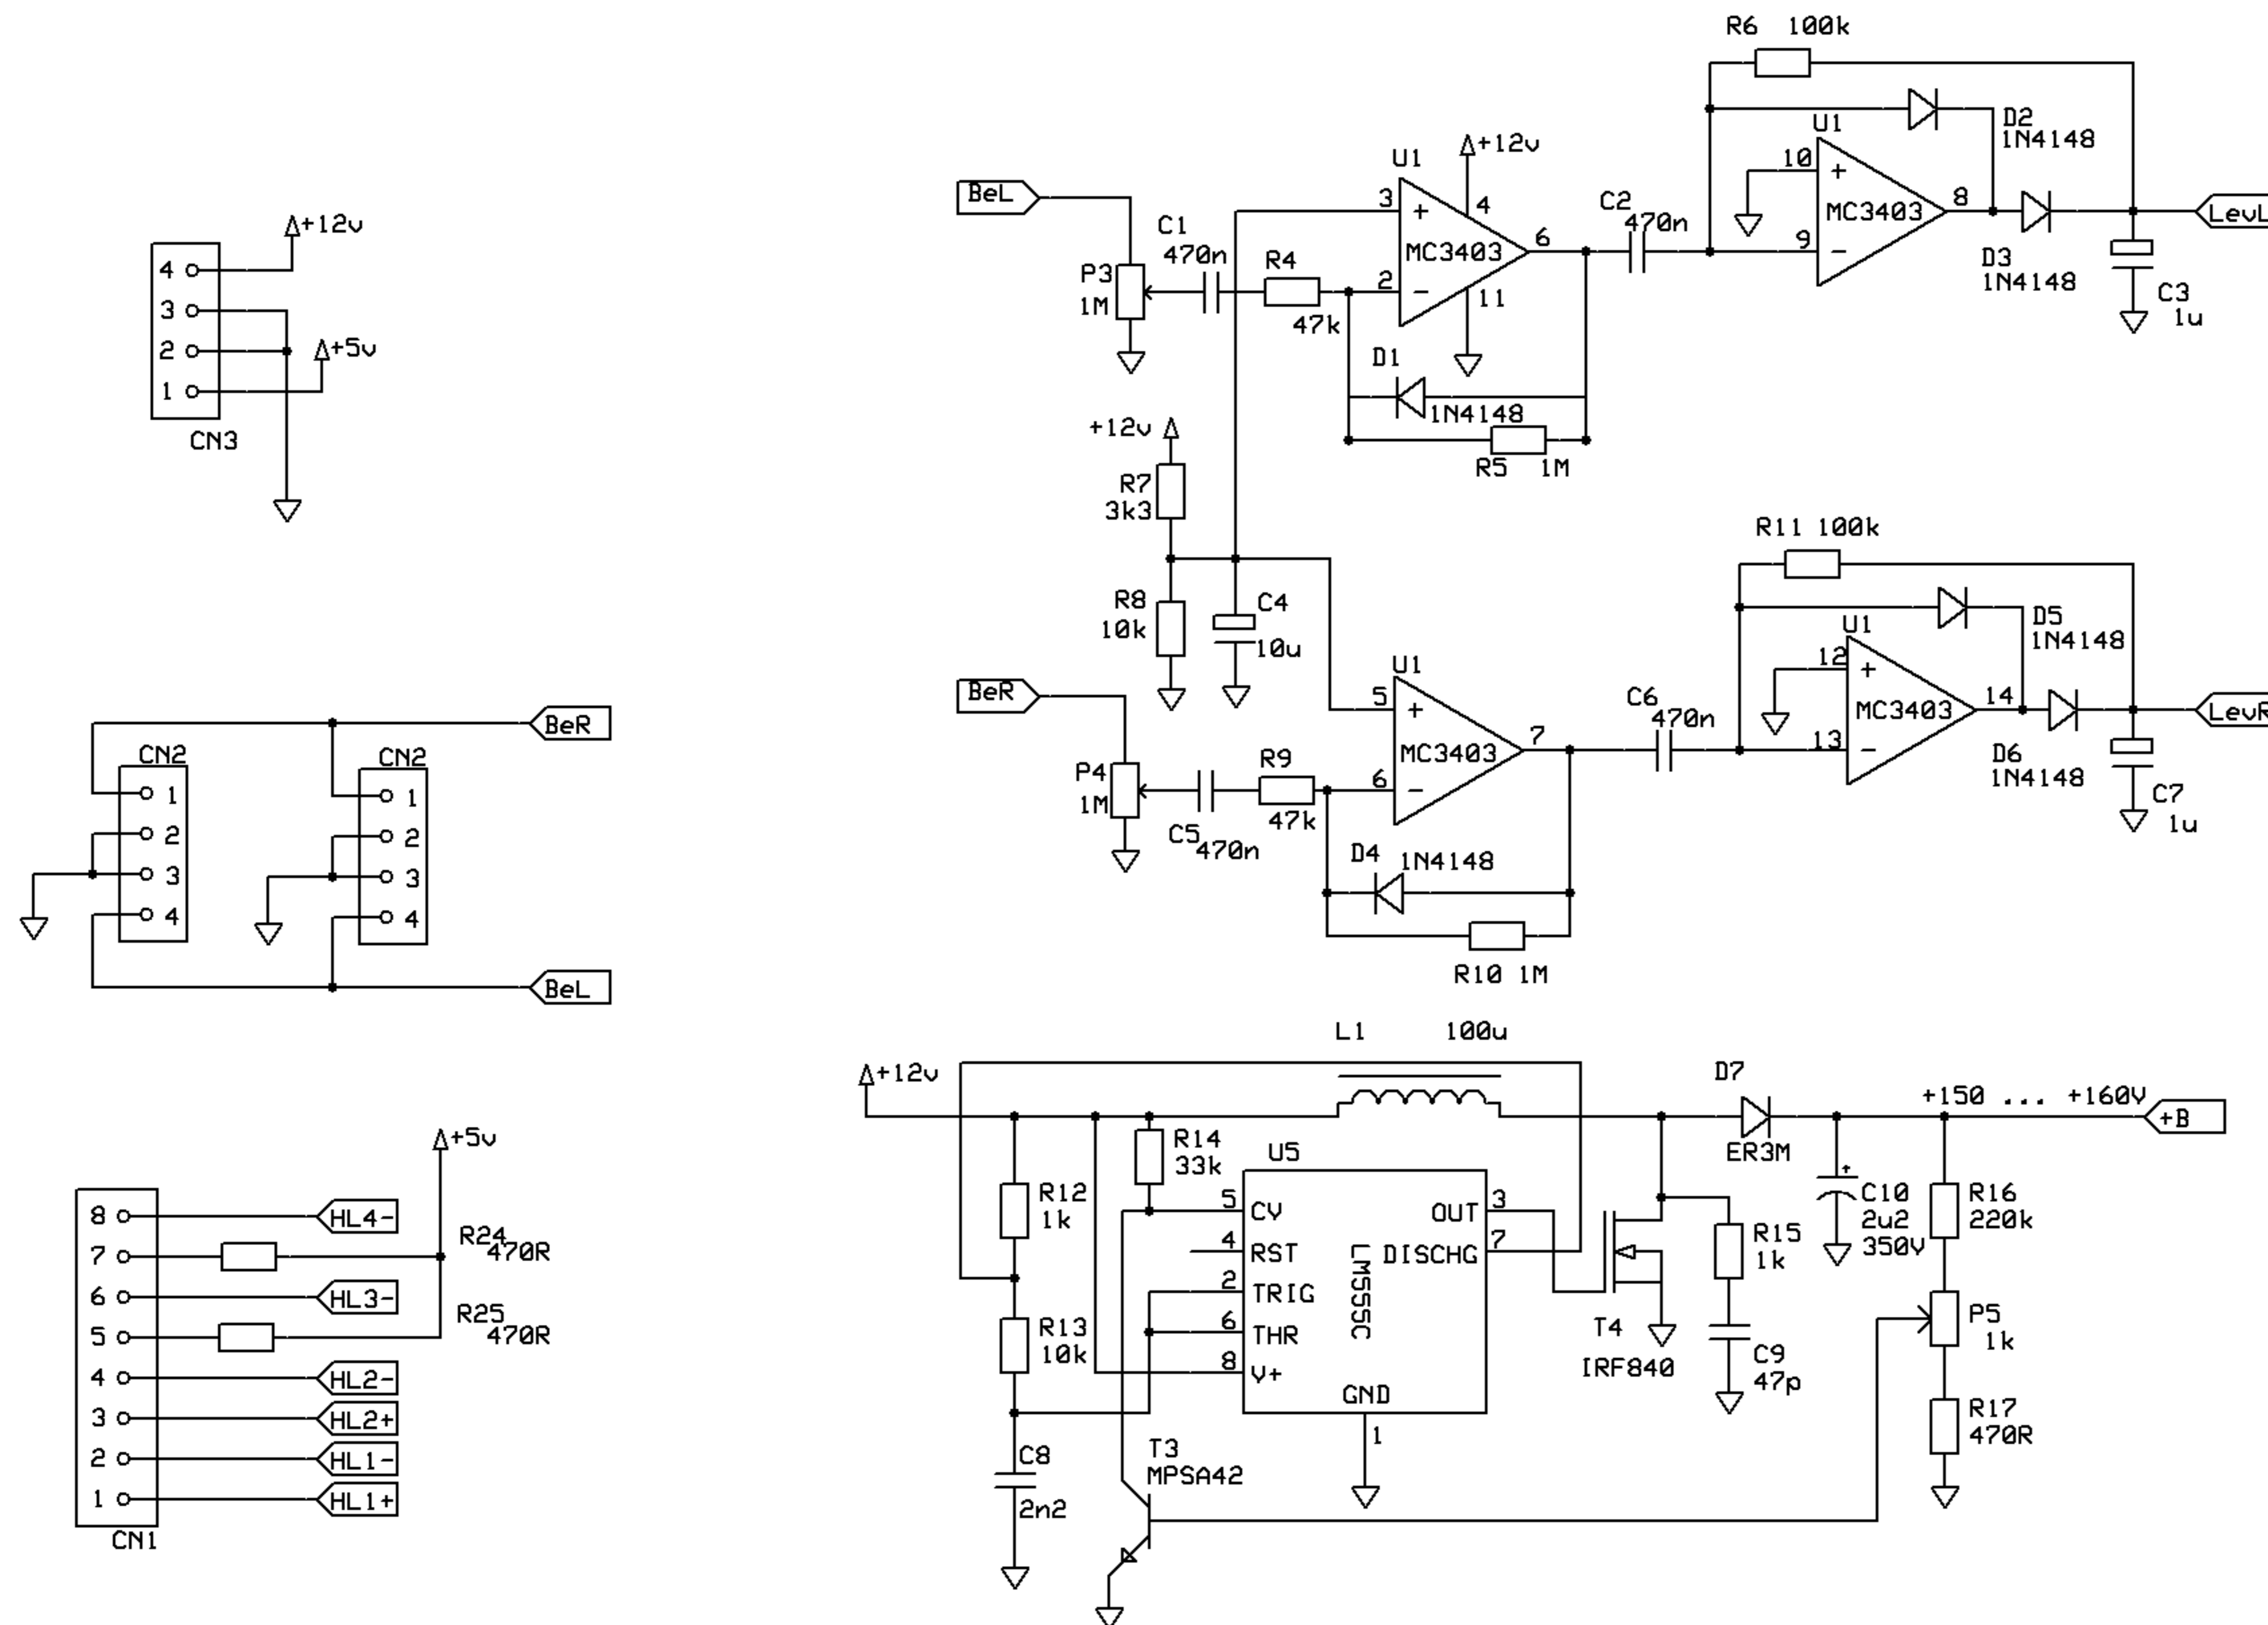 +12v
4
3
2
1
+5v
CN3
BeR
CN2
1
2
3
4
CN2
1
2
3
4
BeL
+5v
8
HL4-
7
R24
470R
6
HL3-
5
R25
470R
4
HL2-
3
HL2+
2
HL1-
1
HL1+
CN1
R6 100k
D2
1N4148
U1
10
+
MC3403
8
9
-
D3
1N4148
LevL
C3
1u
BeL
P3
1M
C1
470n
R4
47k
U1
+12v
3
+
4
MC3403
6
2
-
11
C2
470n
D1
1N4148
R5 1M
+12v
R7
3k3
R8
10k
C4
10u
R11 100k
D5
1N4148
U1
12
+
MC3403
14
13
-
D6
1N4148
LevR
C7
1u
BeR
P4
1M
C5
470n
R9
47k
U1
5
+
MC3403
7
6
-
C6
470n
D4
1N4148
R10 1M
L1 100u
+12v
D7
ER3M
+150 ... +160V
+B
R14
33k
U5
R12
1k
5
CV
OUT
3
4
RST
DISCHG
7
LM555C
2
TRIG
6
THR
8
V+
GND
1
R13
10k
C8
2n2
T3
MPSA42
T4
IRF840
R15
1k
C9
47p
+
C10
2u2
350V
R16
220k
P5
1k
R17
470R